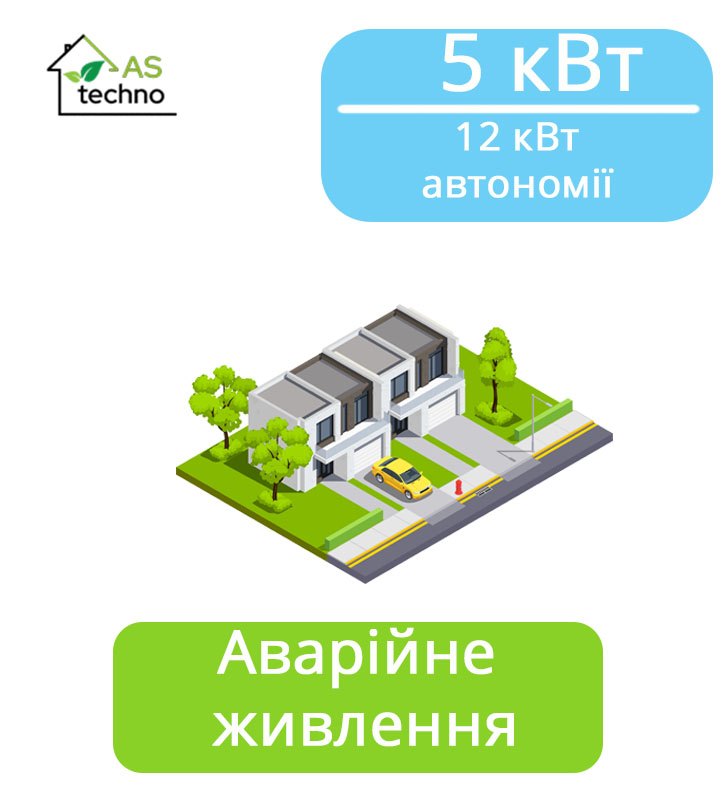 AS
techno
5 кВт
12 кВт
автономії
Аварійне
живлення